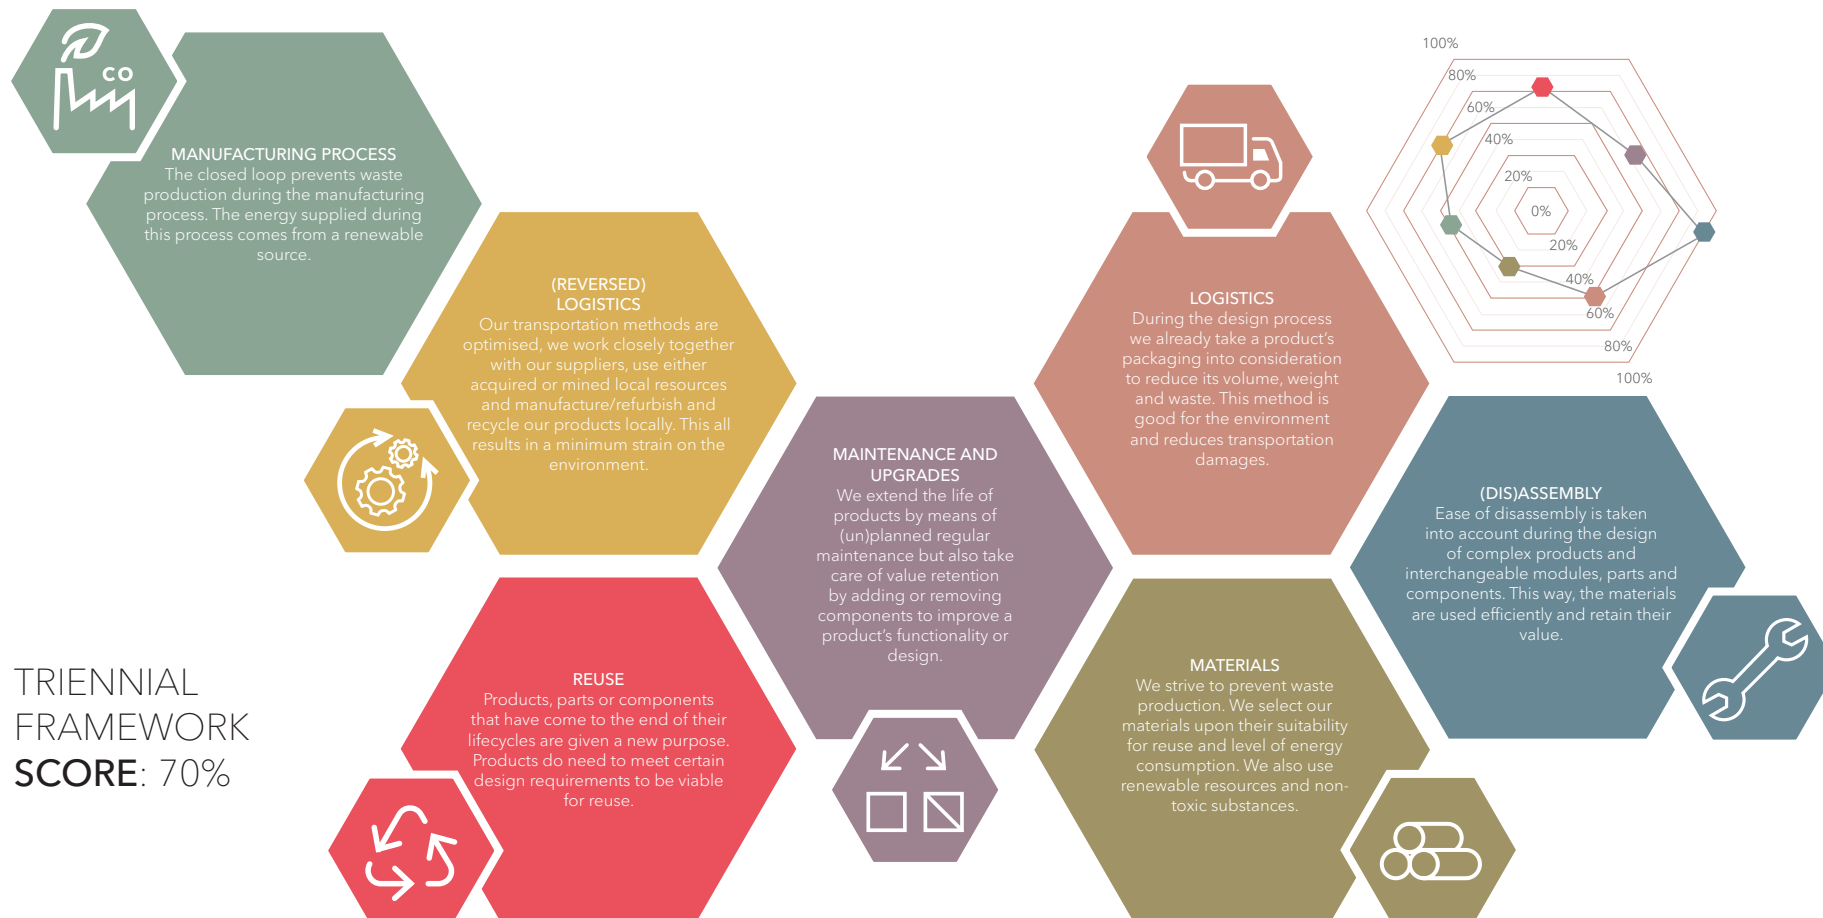 CO
MANUFACTURING PROCESS
The closed loop prevents waste
production during the manufacturing
process. The energy supplied during
this process comes from a renewable
source.
(REVERSED)
LOGISTICS
Our transportation methods are
optimised, we work closely together
with our suppliers, use either
acquired or mined local resources
and manufacture/refurbish and
recycle our products locally. This all
results in a minimum strain on the
environment.
MAINTENANCE AND
UPGRADES
We extend the life of
products by means of
(un)planned regular
maintenance but also take
care of value retention
by adding or removing
components to improve a
product’s functionality or
design.
LOGISTICS
During the design process
we already take a product’s
packaging into consideration
to reduce its volume, weight
and waste. This method is
good for the environment
and reduces transportation
damages.
100%
80%
60%
40%
20%
0%
20%
40%
60%
80%
100%
(DIS)ASSEMBLY
Ease of disassembly is taken
into account during the design
of complex products and
interchangeable modules, parts and
components. This way, the materials
are used efficiently and retain their
value.
REUSE
Products, parts or components
that have come to the end of their
lifecycles are given a new purpose.
Products do need to meet certain
design requirements to be viable
for reuse.
MATERIALS
We strive to prevent waste
production. We select our
materials upon their suitability
for reuse and level of energy
consumption. We also use
renewable resources and non-
toxic substances.
TRIENNIAL
FRAMEWORK
SCORE: 70%